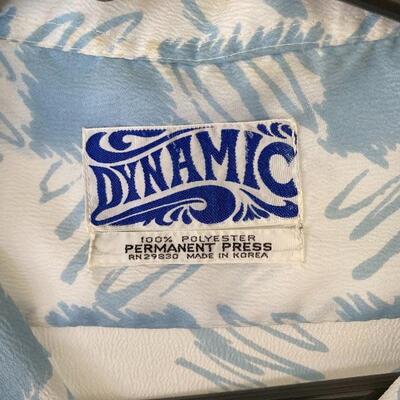 DYNAMIC
100% POLYESTER
PERMANENT PRESS
RN29830 MADE IN KOREA